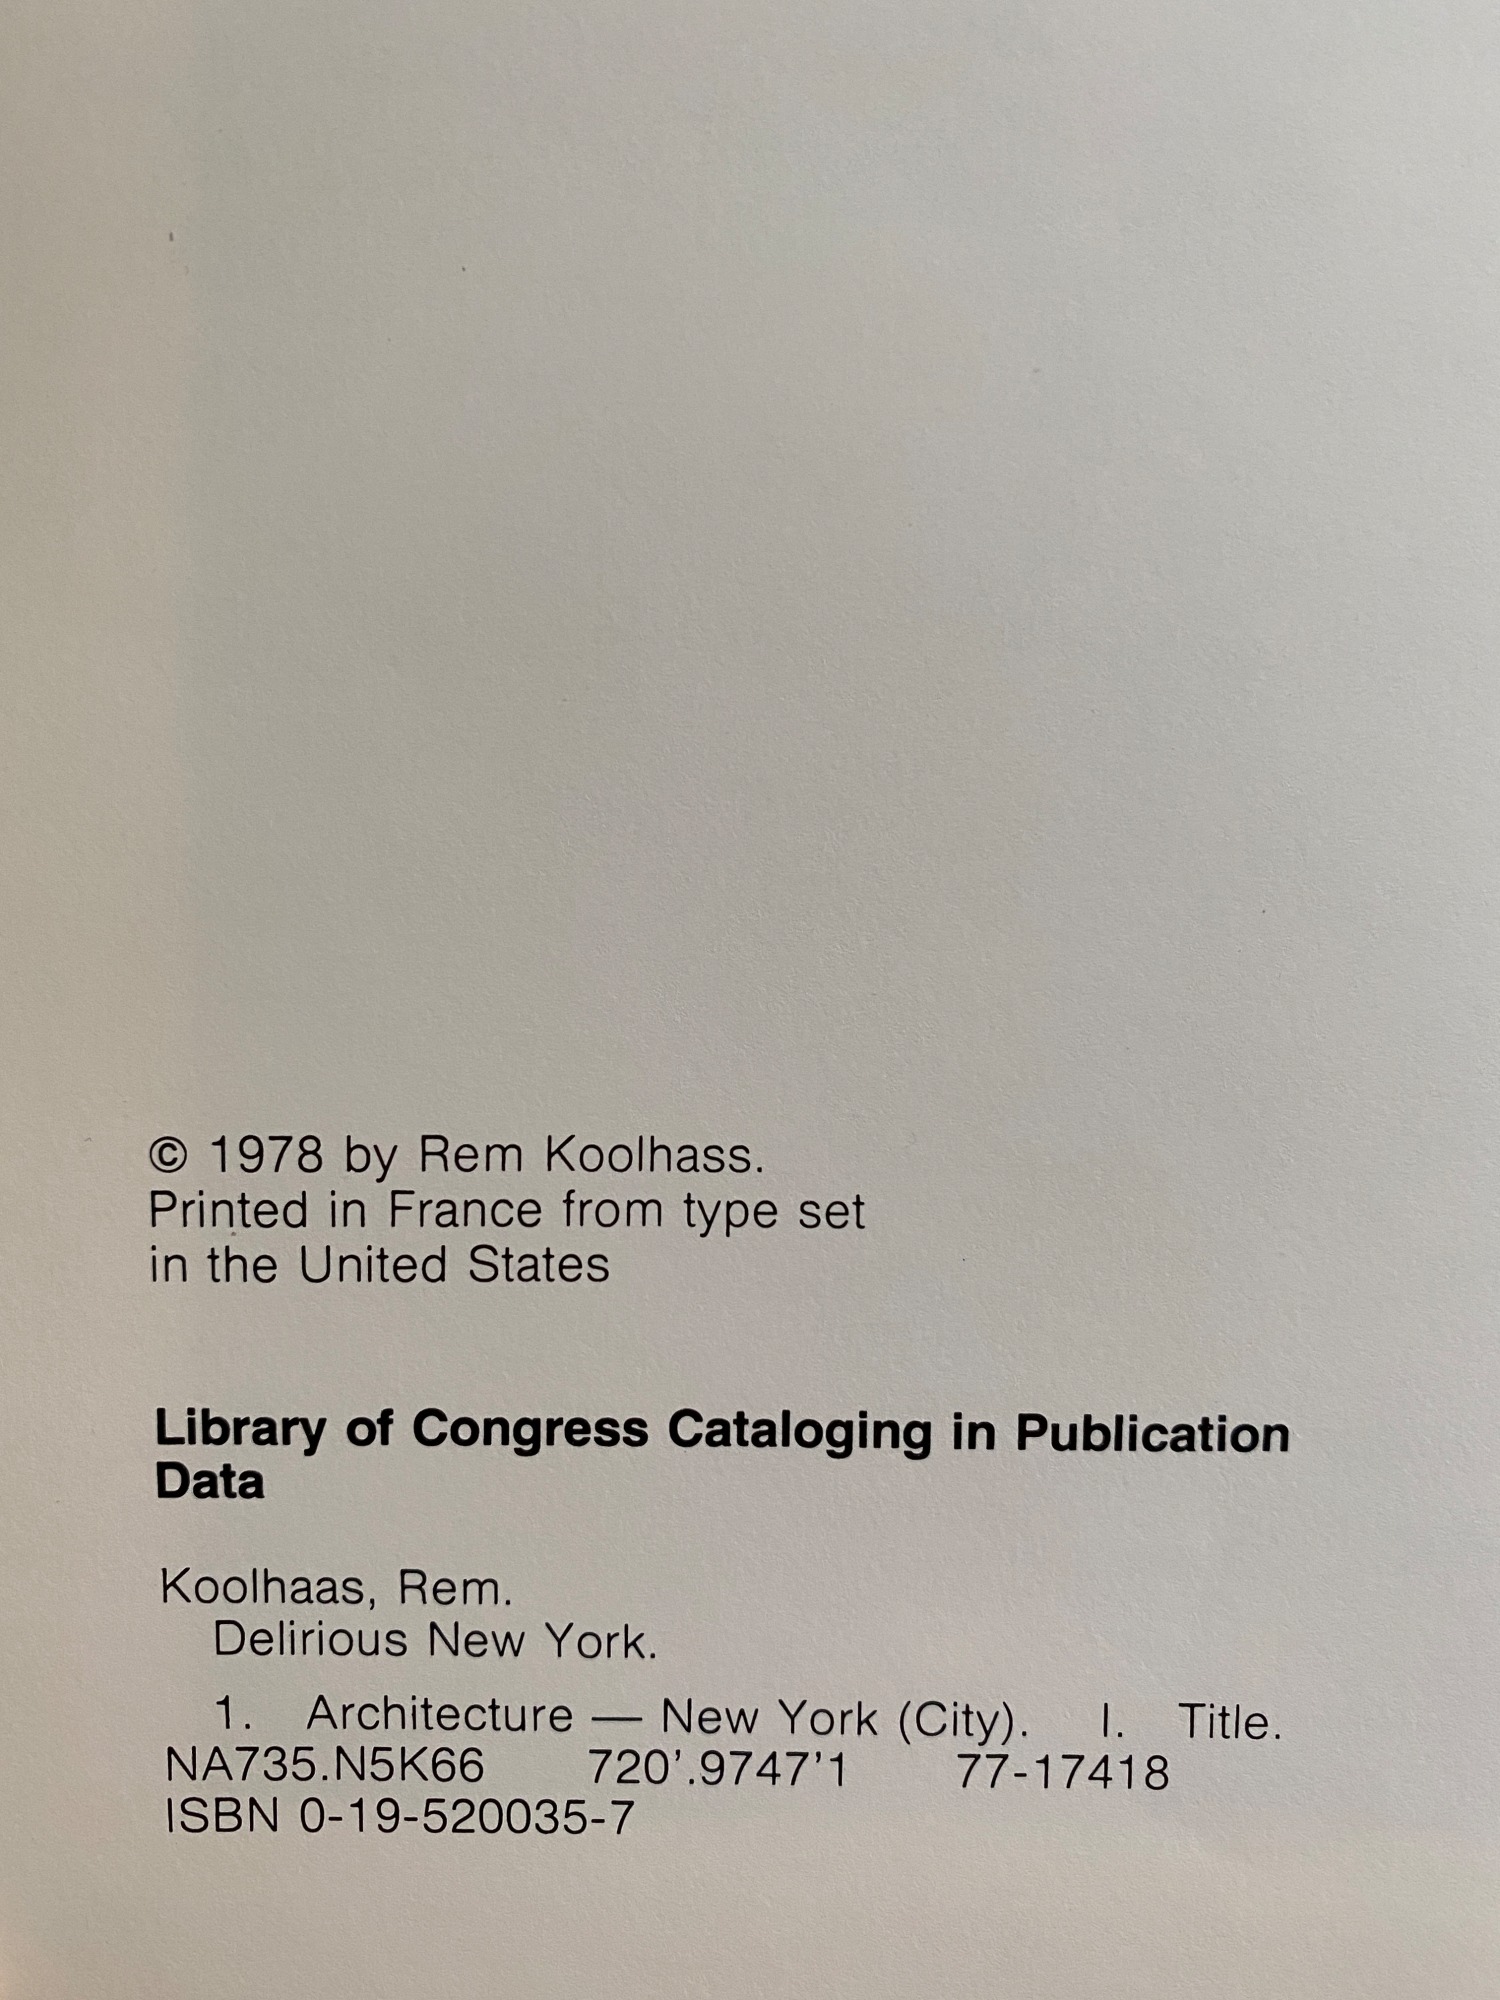 © 1978 by Rem Koolhass.
Printed in France from type set
in the United States
Library of Congress Cataloging in Publication
Data
Koolhaas, Rem.
Delirious New York.
1. Architecture — New York (City). I. Title.
NA735.N5K66 720'.9747'1 77-17418
ISBN 0-19-520035-7